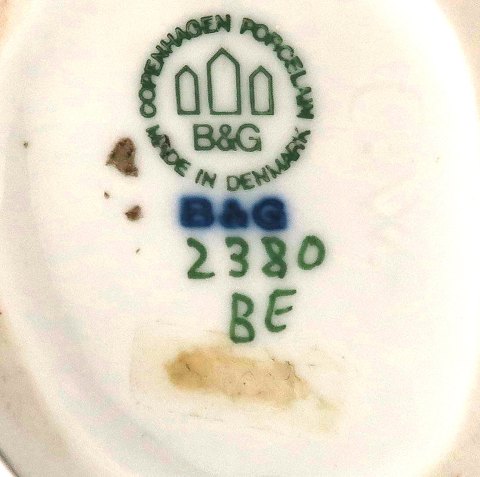 COPENHAGEN PORCELAIN
B&G
MADE IN DENMARK
B&G
2380
BE